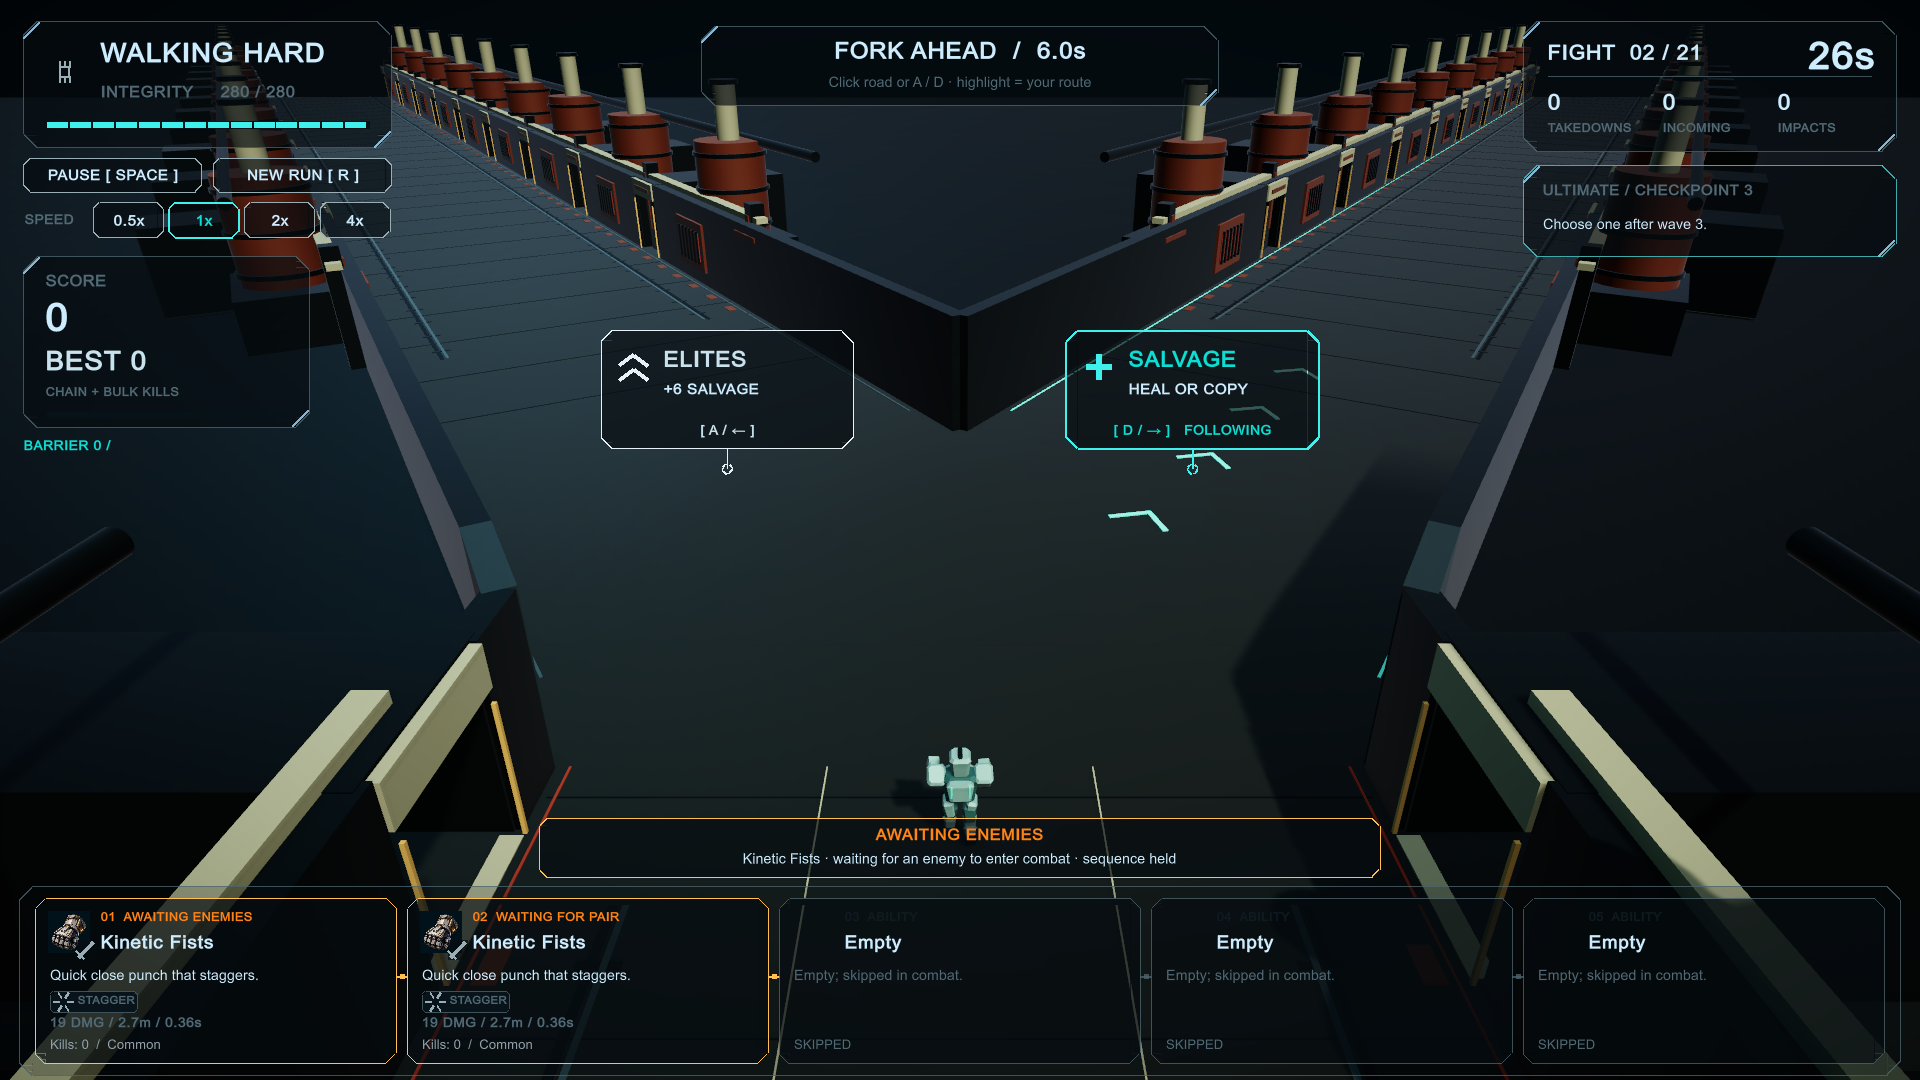 WALKING HARD
INTEGRITY 280 / 280
PAUSE [ SPACE ]
NEW RUN [ R ]
SPEED
0.5x
1x
2x
4x
SCORE
0
BEST 0
CHAIN + BULK KILLS
BARRIER 0 /
FORK AHEAD / 6.0s
Click road or A / D · highlight = your route
FIGHT 02 / 21
26s
0
0
0
TAKEDOWNS
INCOMING
IMPACTS
ULTIMATE / CHECKPOINT 3
Choose one after wave 3.
ELITES
+6 SALVAGE
[ A / ← ]
SALVAGE
HEAL OR COPY
[ D / → ] FOLLOWING
AWAITING ENEMIES
Kinetic Fists · waiting for an enemy to enter combat · sequence held
01 AWAITING ENEMIES
Kinetic Fists
Quick close punch that staggers.
STAGGER
19 DMG / 2.7m / 0.36s
Kills: 0 / Common
02 WAITING FOR PAIR
Kinetic Fists
Quick close punch that staggers.
STAGGER
19 DMG / 2.7m / 0.36s
Kills: 0 / Common
03 ABILITY
Empty
Empty; skipped in combat.
SKIPPED
04 ABILITY
Empty
Empty; skipped in combat.
SKIPPED
05 ABILITY
Empty
Empty; skipped in combat.
SKIPPED